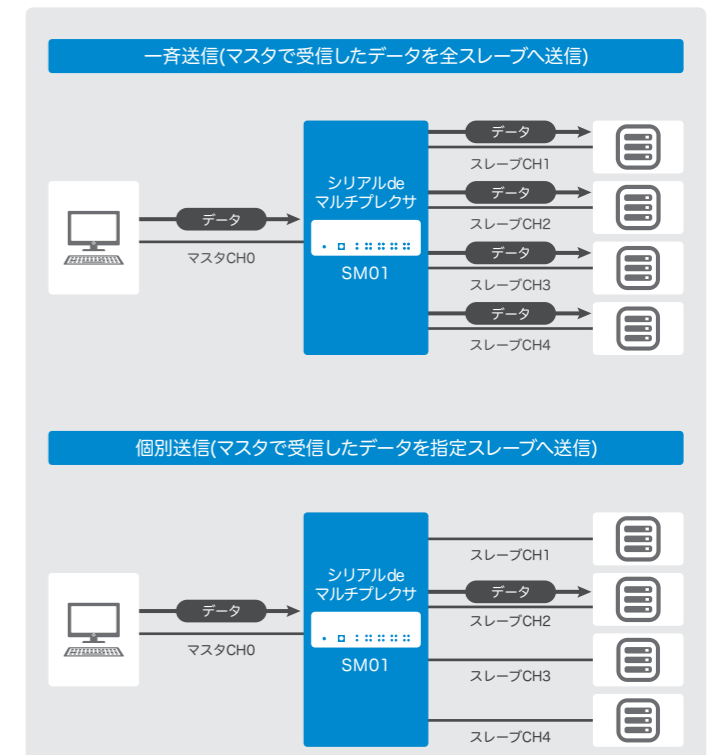 一斉送信(マスタで受信したデータを全スレーブへ送信)
データ
スレーブCH1
シリアルde
マルチプレクサ
データ
データ
マスタCH0
スレーブCH2
データ
SM01
スレーブCH3
データ
スレーブCH4
個別送信(マスタで受信したデータを指定スレーブへ送信)
スレーブCH1
シリアルde
マルチプレクサ
データ
データ
マスタCH0
スレーブCH2
SM01
スレーブCH3
スレーブCH4